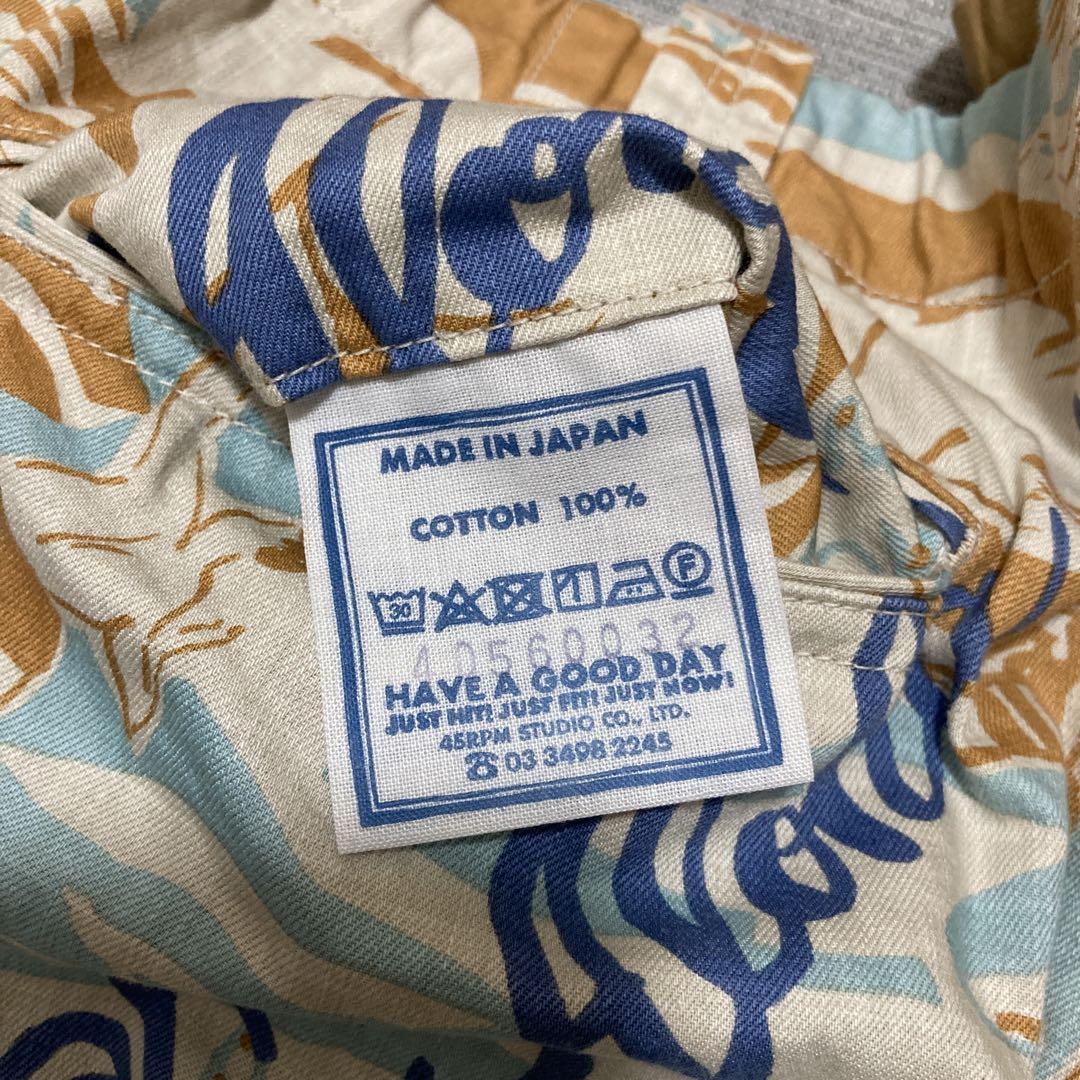 MADE IN JAPAN
COTTON 100%
30 F
A0560032
HAVE A GOOD DAY
JUST HIT! JUST FIT! JUST NOW!
45RPM STUDIO CO., LTD.
☎ 03 3498 2245